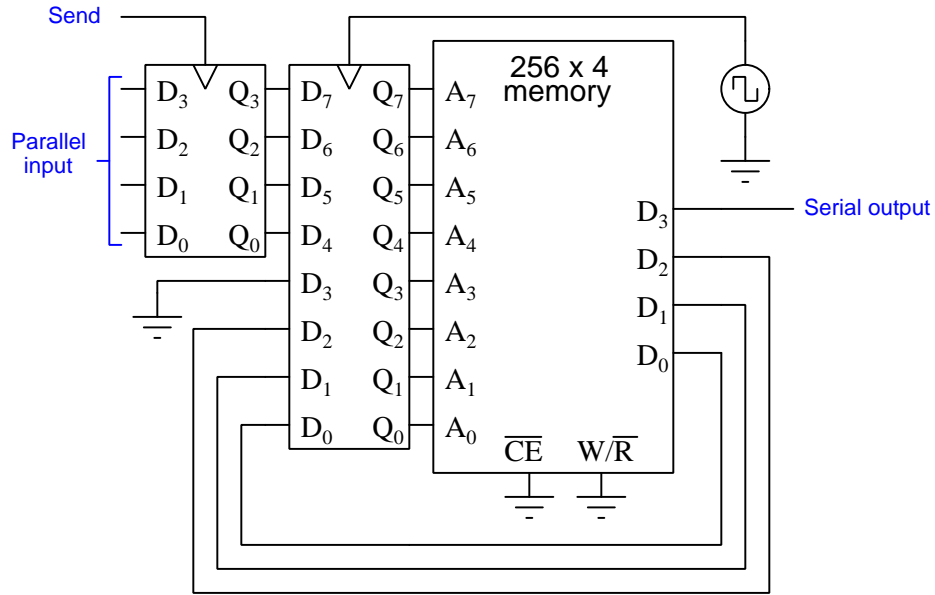 Send
256 x 4
memory
D₃ Q₃ D₇ Q₇ A₇
Parallel
input
D₂ Q₂ D₆ Q₆ A₆
D₁ Q₁ D₅ Q₅ A₅
D₀ Q₀ D₄ Q₄ A₄
D₃ Serial output
D₃ Q₃ A₃ D₂
D₂ Q₂ A₂ D₁
D₁ Q₁ A₁ D₀
D₀ Q₀ A₀
C̅E̅ W/R̅